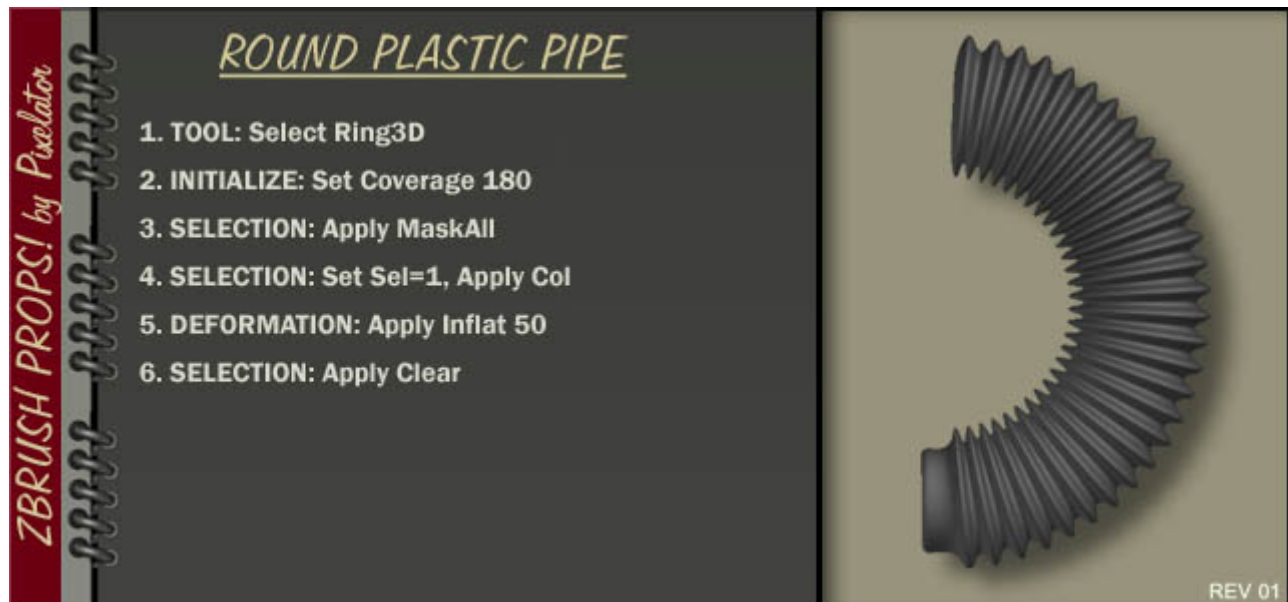 ZBRUSH PROPS! by Pixelator
ROUND PLASTIC PIPE
1. TOOL: Select Ring3D
2. INITIALIZE: Set Coverage 180
3. SELECTION: Apply MaskAll
4. SELECTION: Set Sel=1, Apply Col
5. DEFORMATION: Apply Inflat 50
6. SELECTION: Apply Clear
REV 01